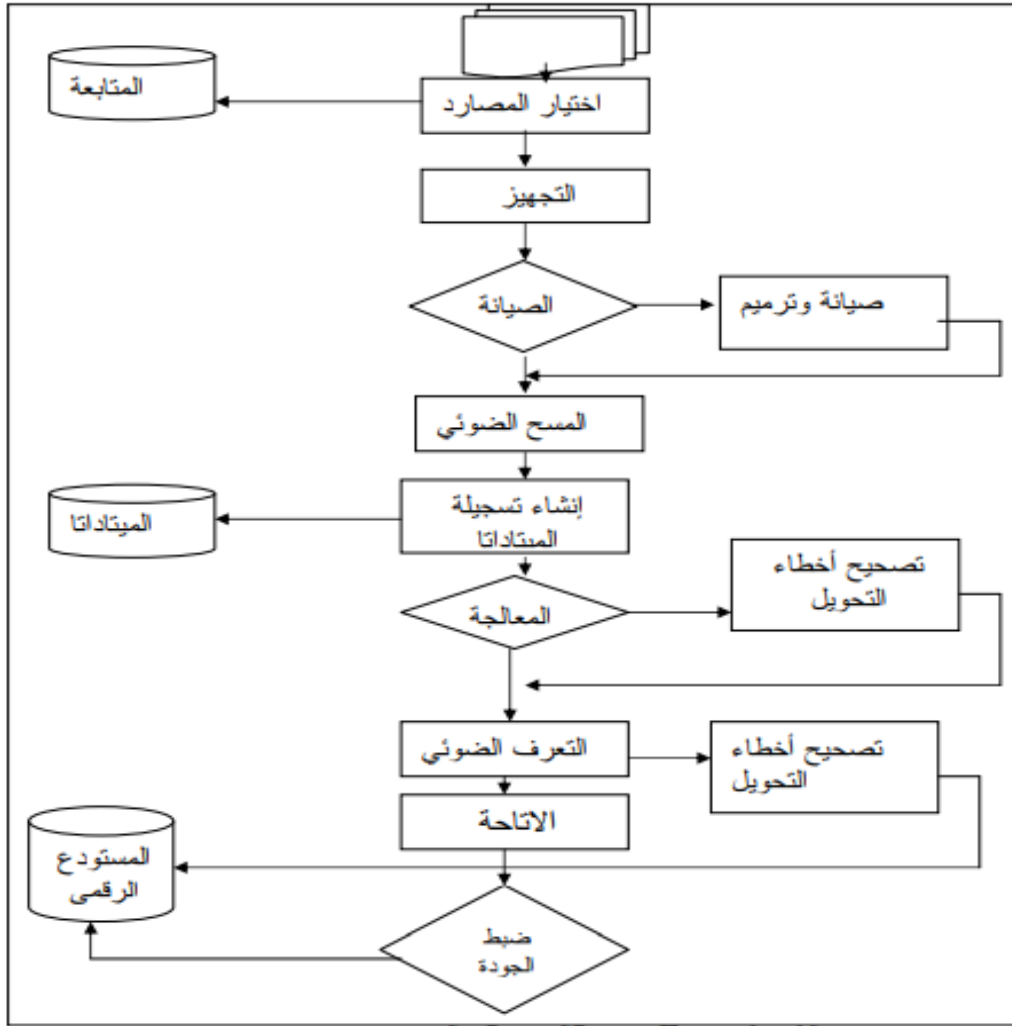 اختيار المصارد
المتابعة
التجهيز
الصيانة
صيانة وترميم
المسح الضوئي
إنشاء تسجيلة
الميتاداتا
الميتاداتا
المعالجة
تصحيح أخطاء
التحويل
التعرف الضوئي
تصحيح أخطاء
التحويل
الاتاحة
المستودع
الرقمى
ضبط
الجودة